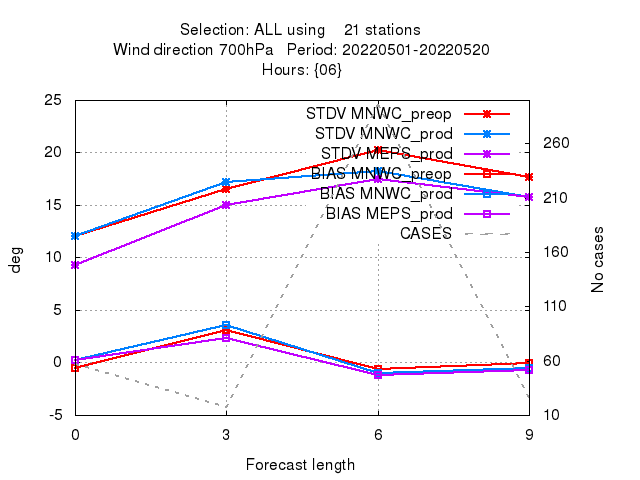 Selection: ALL using    21 stations
Wind direction 700hPa   Period: 20220501-20220520
Hours: {06}
25
20
15
10
5
0
-5
deg
STDV MNWC_preop
STDV MNWC_prod
STDV MEPS_prod
BIAS MNWC_preop
BIAS MNWC_prod
BIAS MEPS_prod
CASES
260
210
160
110
60
10
No cases
0 3 6 9
Forecast length